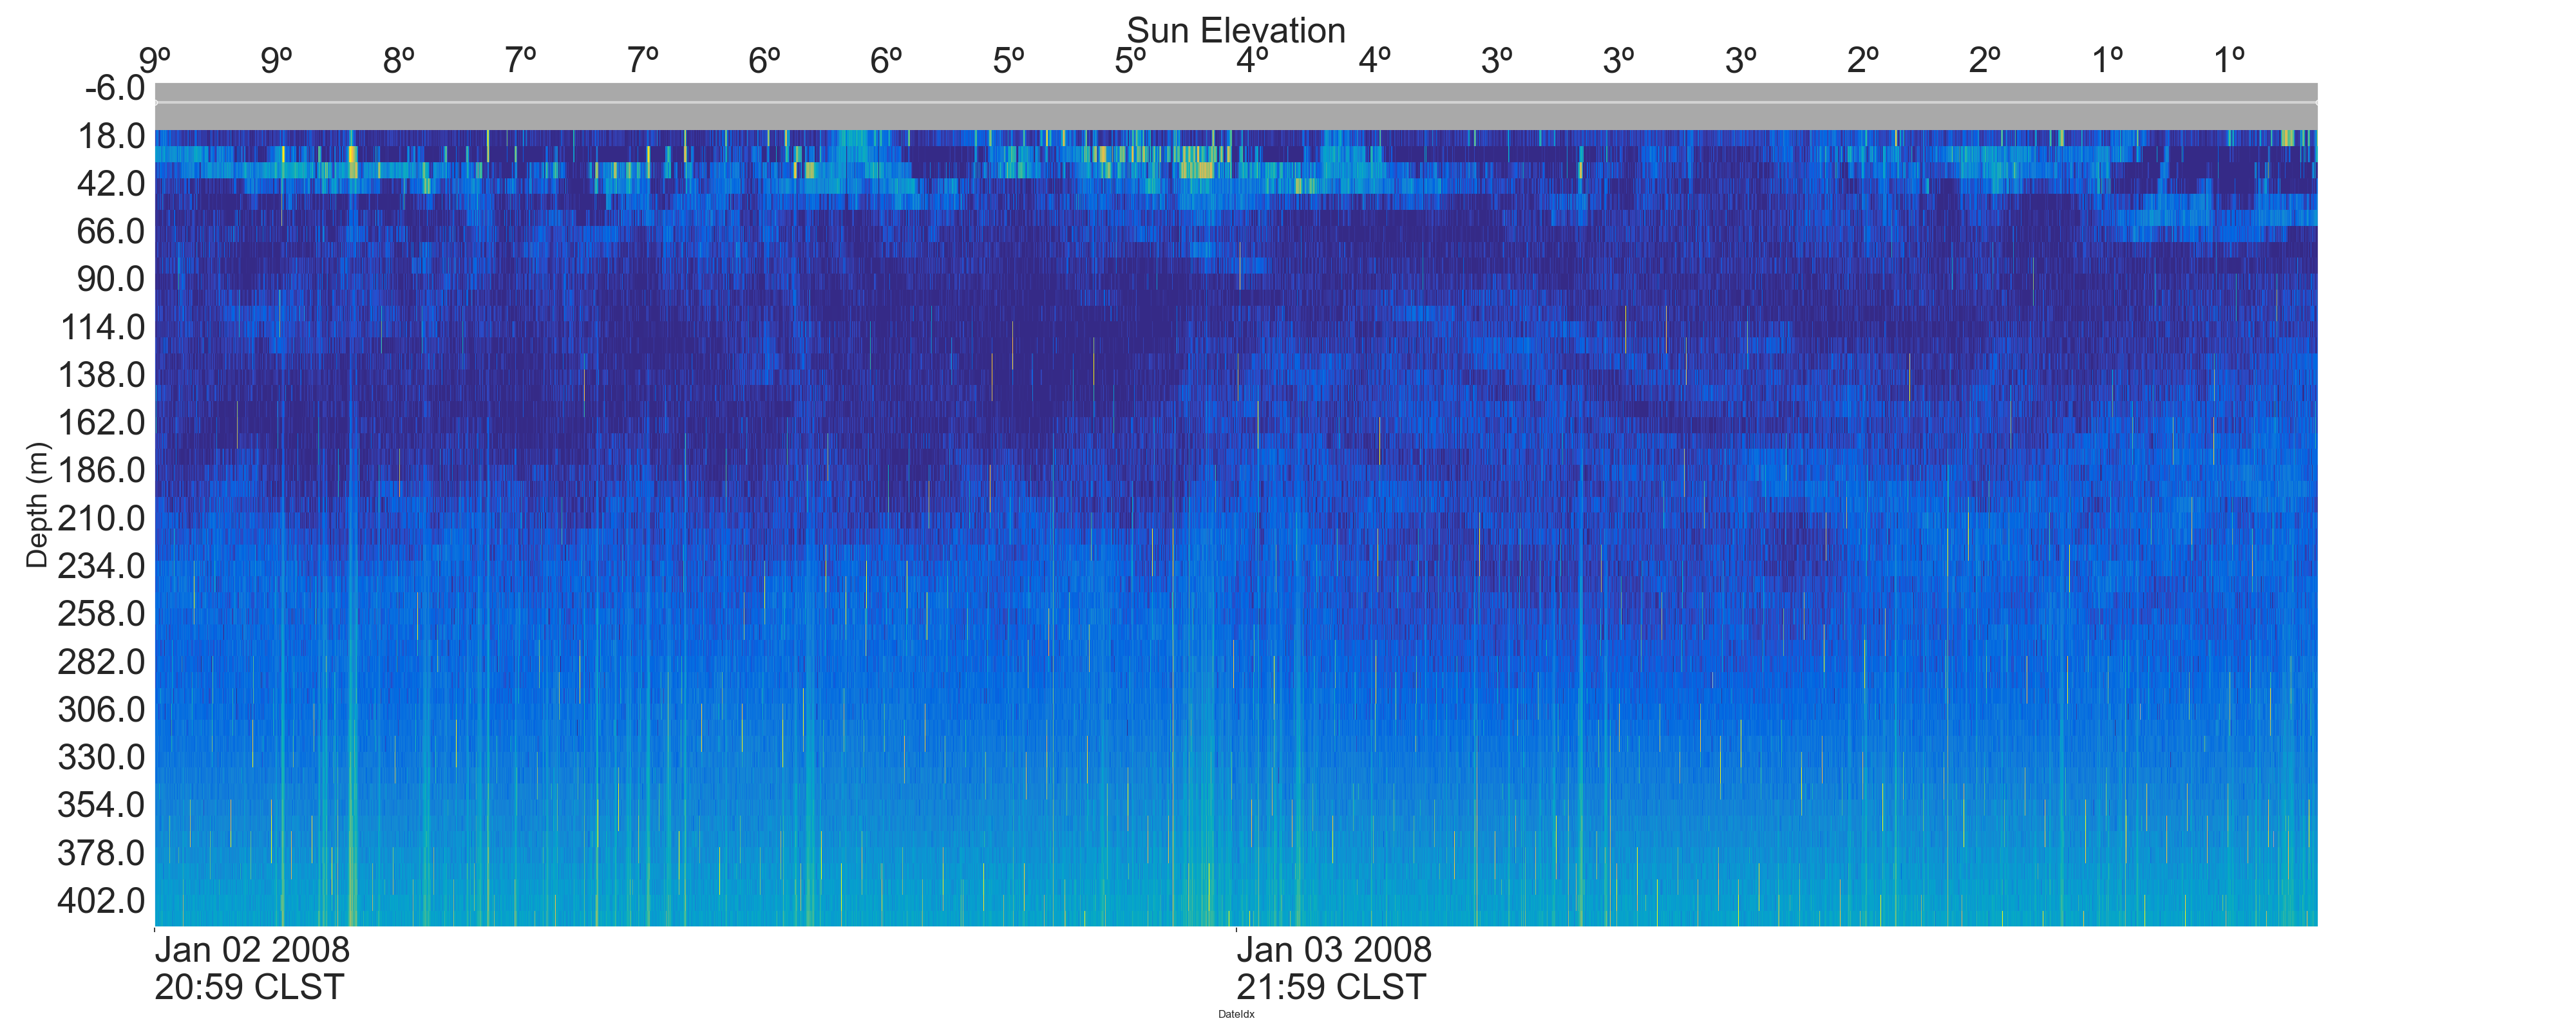 Sun Elevation
9º 9º 8º 7º 7º 6º 6º 5º 5º 4º 4º 3º 3º 3º 2º 2º 1º 1º
-6.0
18.0
42.0
66.0
90.0
114.0
138.0
162.0
186.0
210.0
234.0
258.0
282.0
306.0
330.0
354.0
378.0
402.0
Depth (m)
Jan 02 2008
20:59 CLST
Jan 03 2008
21:59 CLST
DateIdx